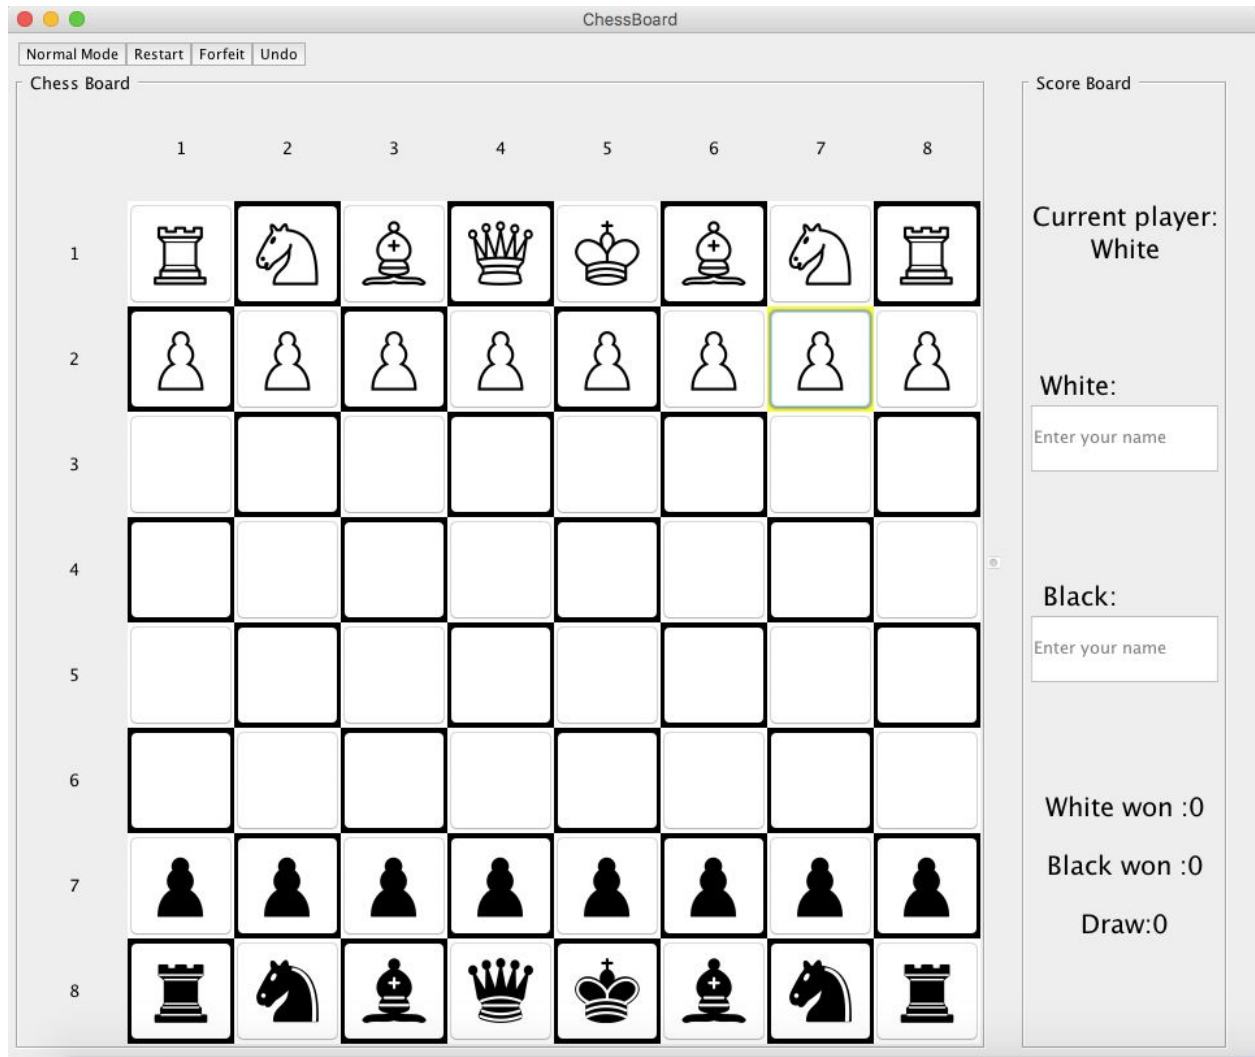 ChessBoard
Normal Mode Restart Forfeit Undo
Chess Board
Score Board
1 2 3 4 5 6 7 8
1
2
3
4
5
6
7
8
Current player:
White
White:
Enter your name
Black:
Enter your name
White won :0
Black won :0
Draw:0